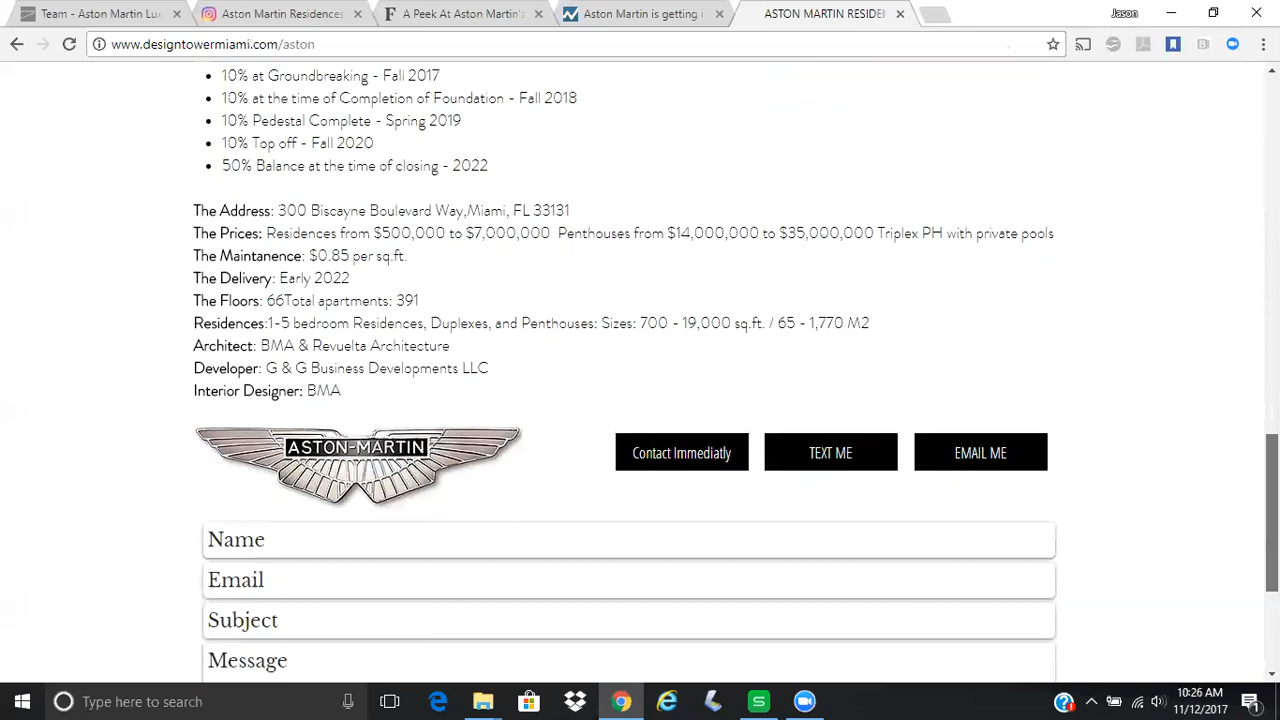 Team - Aston Martin Lux
Aston Martin Residences
A Peek At Aston Martin's
Aston Martin is getting i
ASTON MARTIN RESIDEN
Jason
www.designtowermiami.com/aston
10% at Groundbreaking - Fall 2017
10% at the time of Completion of Foundation - Fall 2018
10% Pedestal Complete - Spring 2019
10% Top off - Fall 2020
50% Balance at the time of closing - 2022
The Address: 300 Biscayne Boulevard Way,Miami, FL 33131
The Prices: Residences from $500,000 to $7,000,000 Penthouses from $14,000,000 to $35,000,000 Triplex PH with private pools
The Maintanence: $0.85 per sq.ft.
The Delivery: Early 2022
The Floors: 66Total apartments: 391
Residences:1-5 bedroom Residences, Duplexes, and Penthouses: Sizes: 700 - 19,000 sq.ft. / 65 - 1,770 M2
Architect: BMA & Revuelta Architecture
Developer: G & G Business Developments LLC
Interior Designer: BMA
ASTON-MARTIN
Contact Immediatly
TEXT ME
EMAIL ME
Name
Email
Subject
Message
Type here to search
10:26 AM
11/12/2017
1